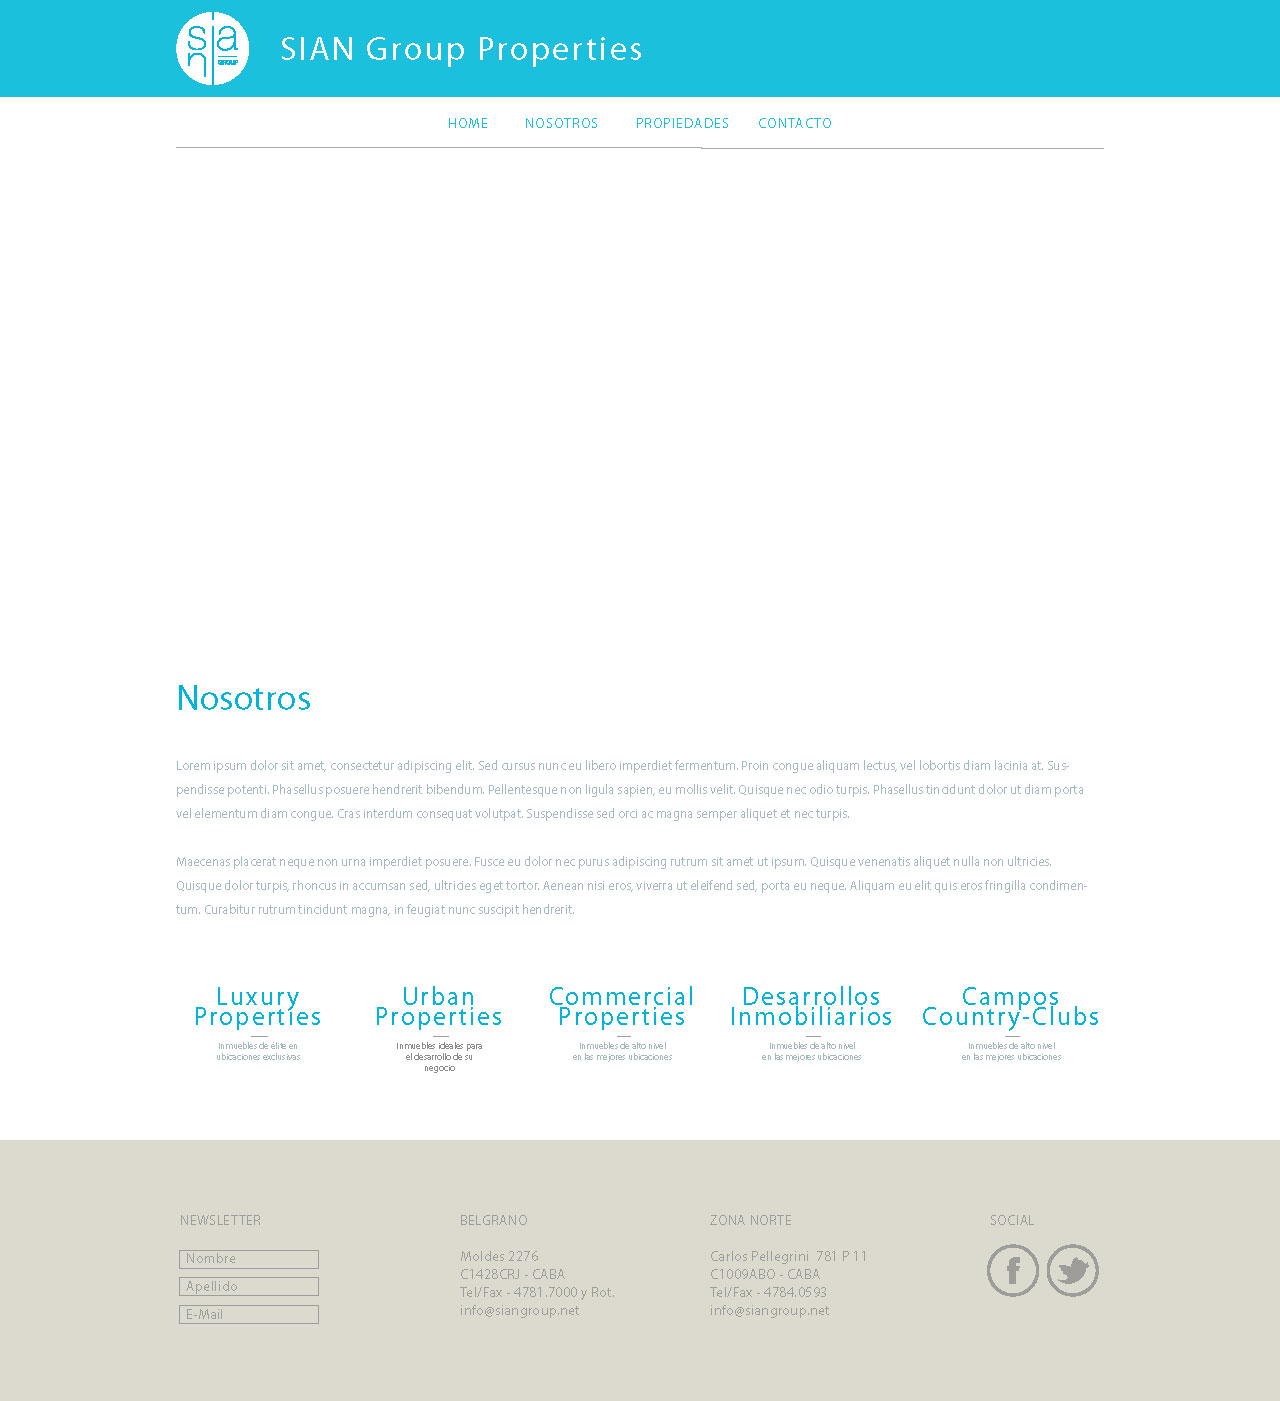 sian
GROUP
SIAN Group Properties
HOME NOSOTROS PROPIEDADES CONTACTO
Nosotros
Lorem ipsum dolor sit amet, consectetur adipiscing elit. Sed cursus nunc eu libero imperdiet fermentum. Proin congue aliquam lectus, vel lobortis diam lacinia at. Sus-
pendisse potenti. Phasellus posuere hendrerit bibendum. Pellentesque non ligula sapien, eu mollis velit. Quisque nec odio turpis. Phasellus tincidunt dolor ut diam porta
vel elementum diam congue. Cras interdum consequat volutpat. Suspendisse sed orci ac magna semper aliquet et nec turpis.
Maecenas placerat neque non urna imperdiet posuere. Fusce eu dolor nec purus adipiscing rutrum sit amet ut ipsum. Quisque venenatis aliquet nulla non ultricies.
Quisque dolor turpis, rhoncus in accumsan sed, ultricies eget tortor. Aenean nisi eros, viverra ut eleifend sed, porta eu neque. Aliquam eu elit quis eros fringilla condimen-
tum. Curabitur rutrum tincidunt magna, in feugiat nunc suscipit hendrerit.
Luxury
Properties
Inmuebles de élite en
ubicaciones exclusivas
Urban
Properties
Inmuebles ideales para
el desarrollo de su
negocio
Commercial
Properties
Inmuebles de alto nivel
en las mejores ubicaciones
Desarrollos
Inmobiliarios
Inmuebles de alto nivel
en las mejores ubicaciones
Campos
Country-Clubs
Inmuebles de alto nivel
en las mejores ubicaciones
NEWSLETTER
Nombre
Apellido
E-Mail
BELGRANO
Moldes 2276
C1428CRJ - CABA
Tel/Fax - 4781.7000 y Rot.
info@siangroup.net
ZONA NORTE
Carlos Pellegrini 781 P 11
C1009ABO - CABA
Tel/Fax - 4784.0593
info@siangroup.net
SOCIAL
f